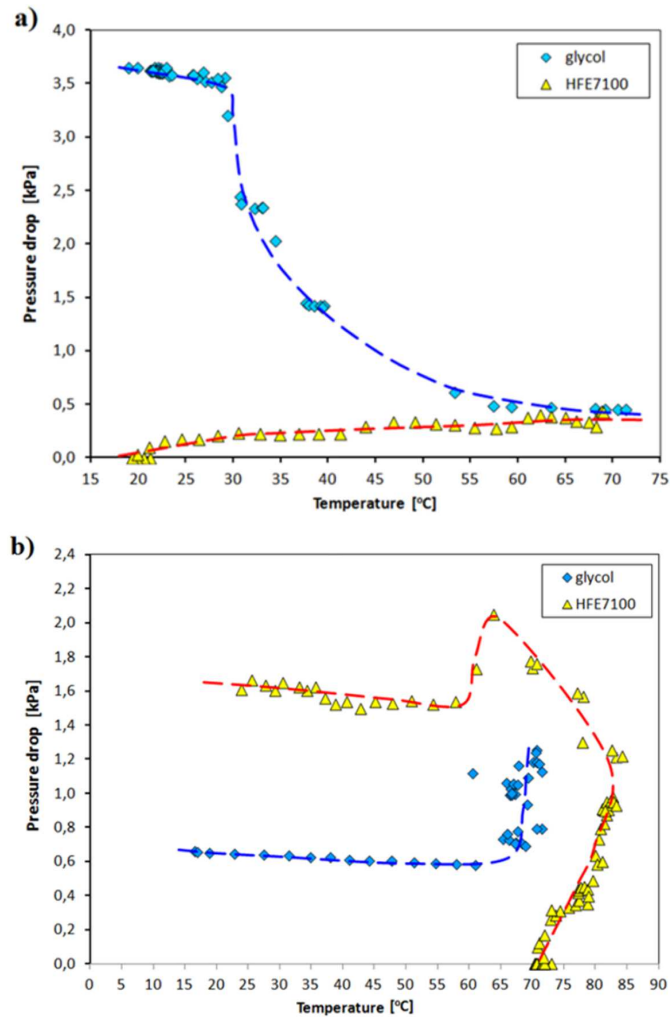 a)
4,0
3,5
3,0
2,5
2,0
1,5
1,0
0,5
0,0
Pressure drop [kPa]
glycol
HFE7100
15 20 25 30 35 40 45 50 55 60 65 70 75
Temperature [°C]
b)
2,4
2,2
2,0
1,8
1,6
1,4
1,2
1,0
0,8
0,6
0,4
0,2
0,0
Pressure drop [kPa]
glycol
HFE7100
0 5 10 15 20 25 30 35 40 45 50 55 60 65 70 75 80 85 90
Temperature [°C]